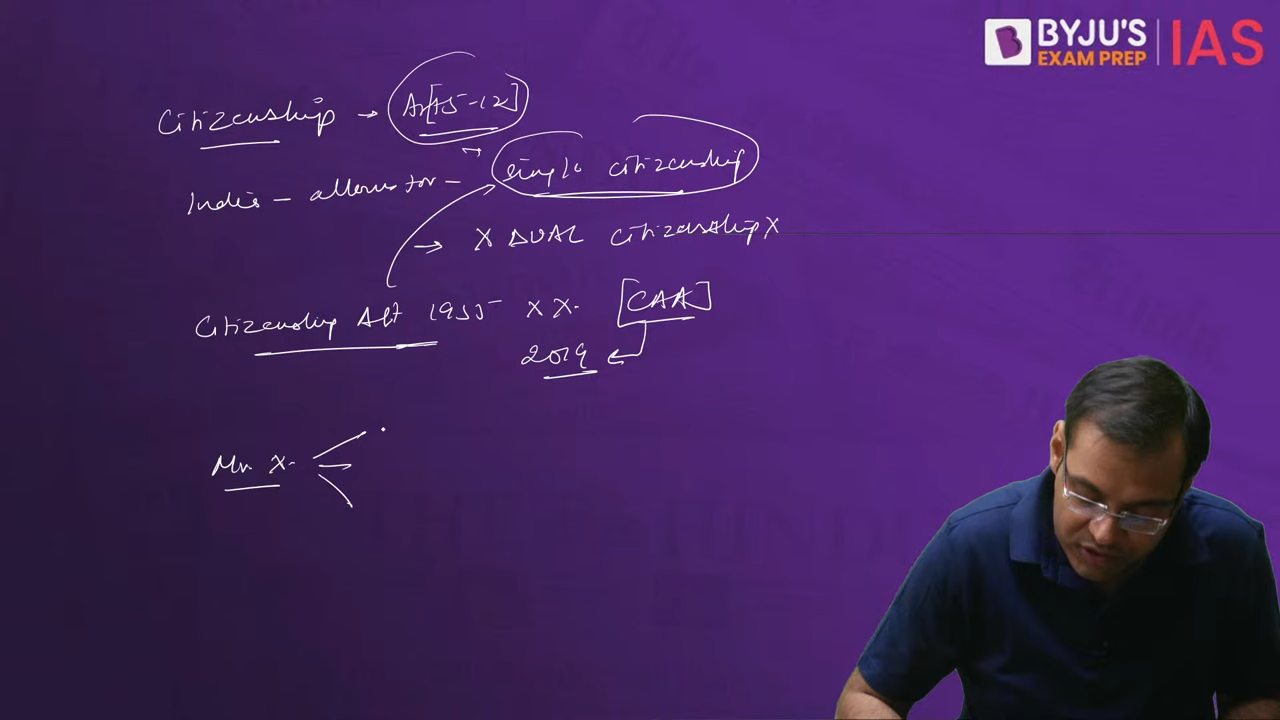 BYJU'S
EXAM PREP
IAS
Citizenship → Art[5-12]
India - allows for - single citizenship
→ X DUAL citizenship X
Citizenship Act 1955 X X. [CAA]
2019
Mr. X.